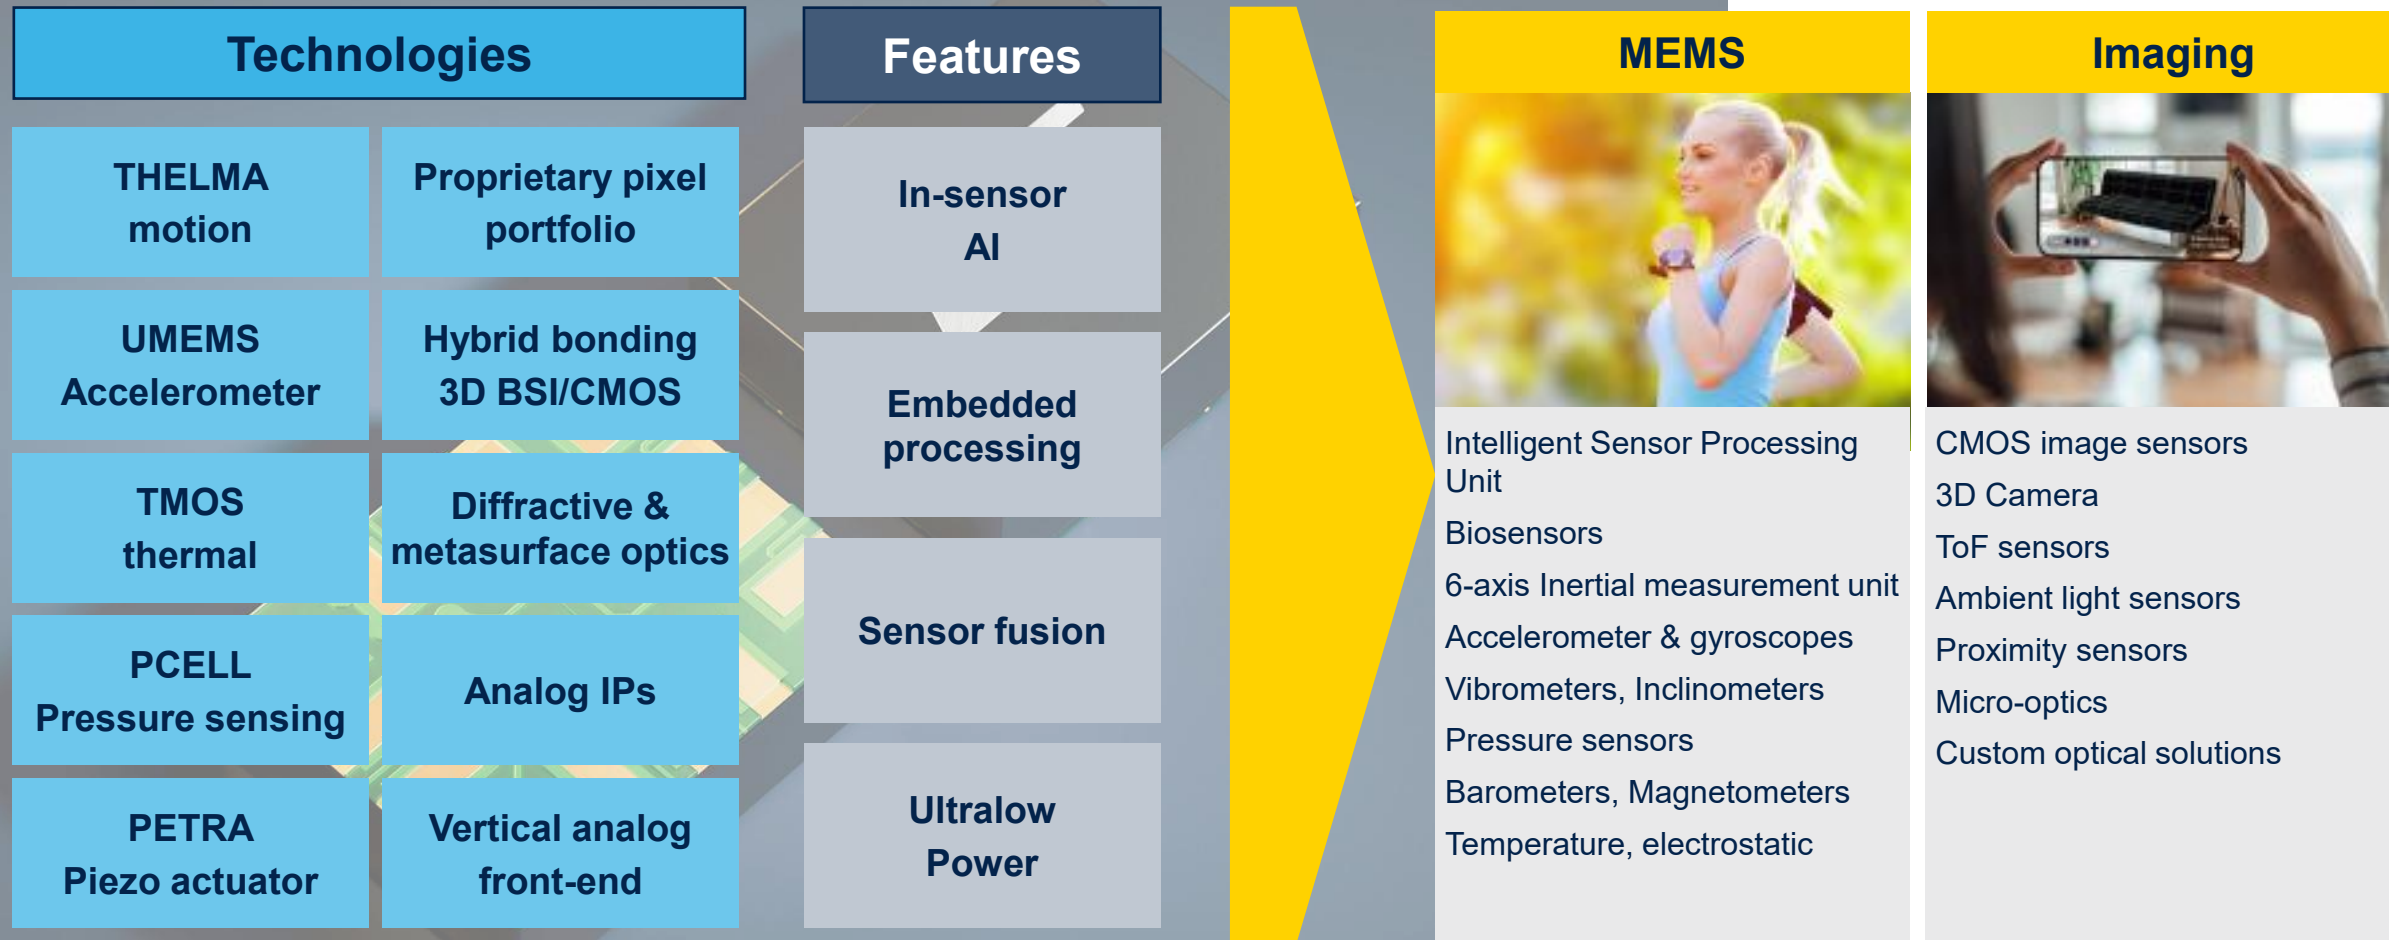 Technologies
THELMA
motion
Proprietary pixel
portfolio
UMEMS
Accelerometer
Hybrid bonding
3D BSI/CMOS
TMOS
thermal
Diffractive &
metasurface optics
PCELL
Pressure sensing
Analog IPs
PETRA
Piezo actuator
Vertical analog
front-end
Features
In-sensor
AI
Embedded
processing
Sensor fusion
Ultralow
Power
MEMS
Intelligent Sensor Processing
Unit
Biosensors
6-axis Inertial measurement unit
Accelerometer & gyroscopes
Vibrometers, Inclinometers
Pressure sensors
Barometers, Magnetometers
Temperature, electrostatic
Imaging
CMOS image sensors
3D Camera
ToF sensors
Ambient light sensors
Proximity sensors
Micro-optics
Custom optical solutions